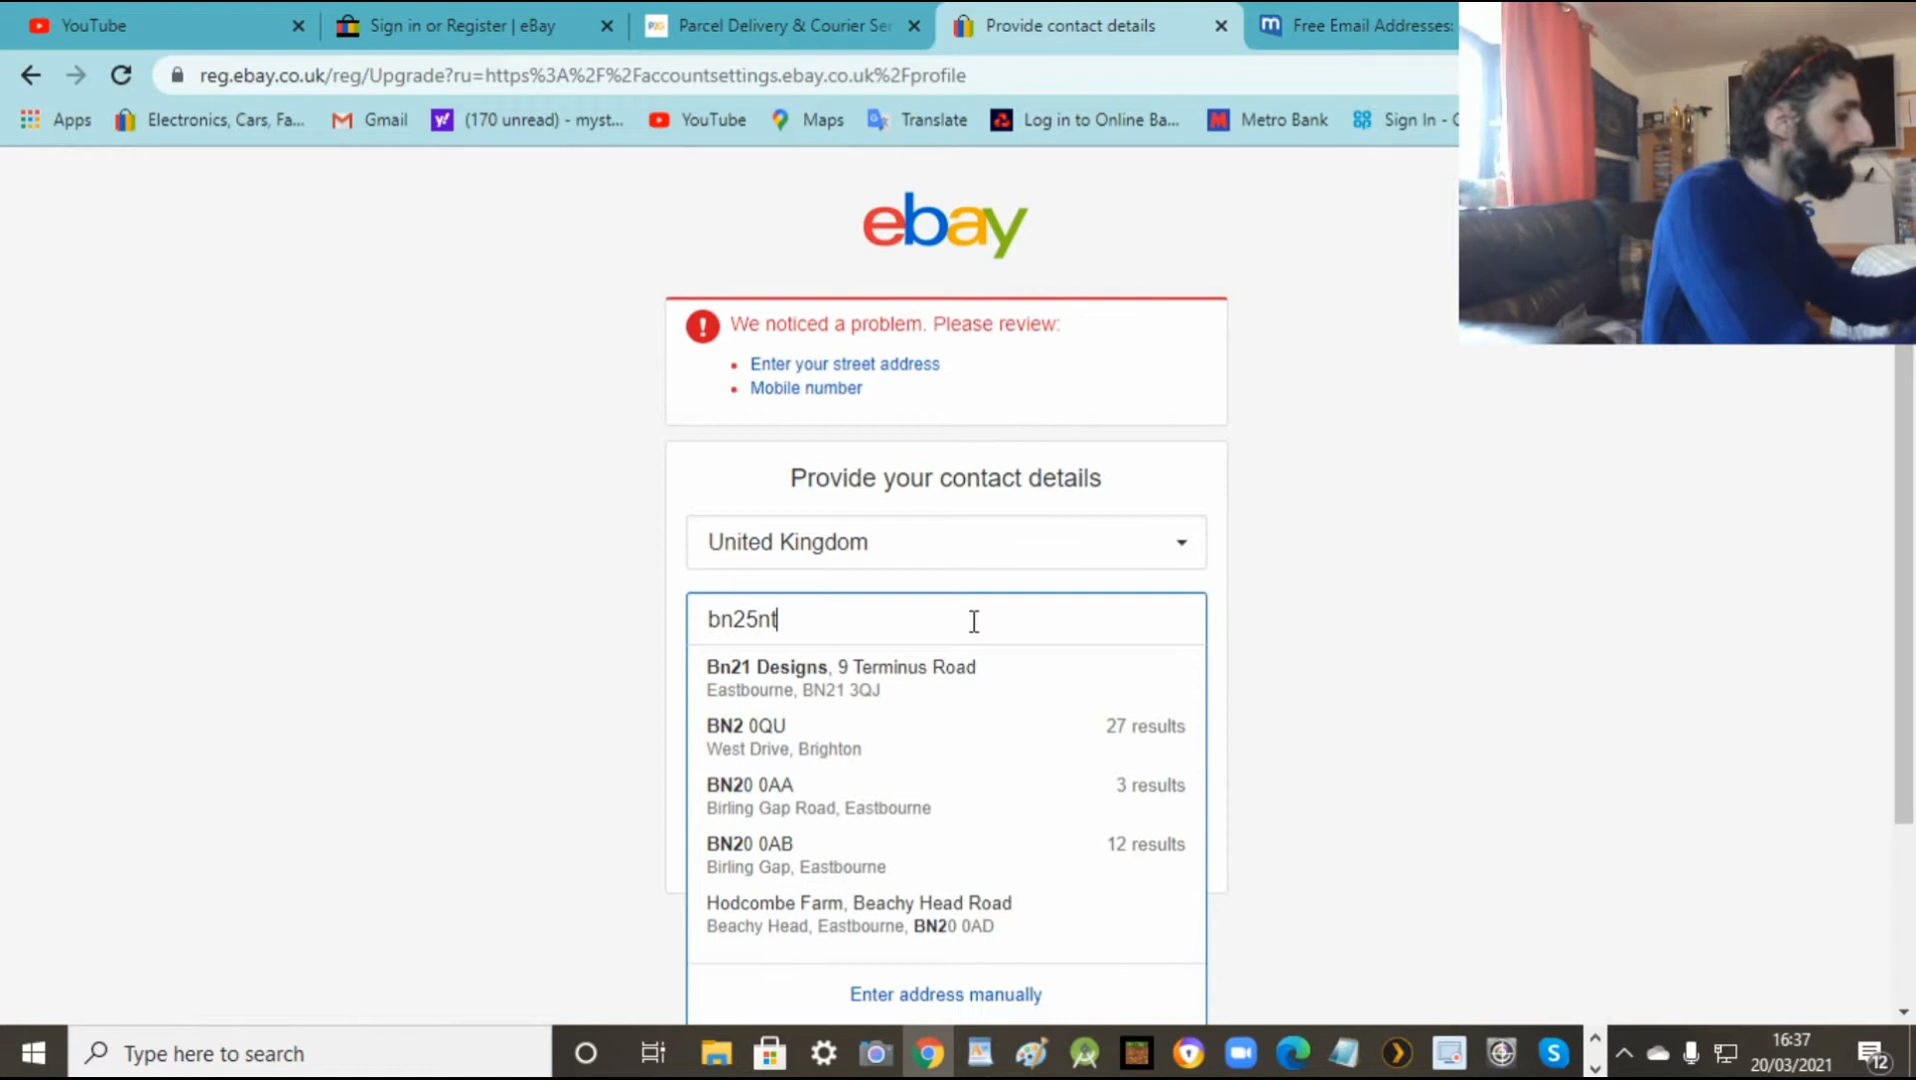 YouTube
Sign in or Register | eBay
P2G Parcel Delivery & Courier Ser
Provide contact details
Free Email Addresses:
reg.ebay.co.uk/reg/Upgrade?ru=https%3A%2F%2Faccountsettings.ebay.co.uk%2Fprofile
Apps
Electronics, Cars, Fa...
Gmail
(170 unread) - myst...
YouTube
Maps
Translate
Log in to Online Ba...
Metro Bank
Sign In -
ebay
We noticed a problem. Please review:
• Enter your street address
• Mobile number
Provide your contact details
United Kingdom
bn25nt
Bn21 Designs, 9 Terminus Road
Eastbourne, BN21 3QJ
BN2 0QU 27 results
West Drive, Brighton
BN20 0AA 3 results
Birling Gap Road, Eastbourne
BN20 0AB 12 results
Birling Gap, Eastbourne
Hodcombe Farm, Beachy Head Road
Beachy Head, Eastbourne, BN20 0AD
Enter address manually
Type here to search
16:37
20/03/2021
12